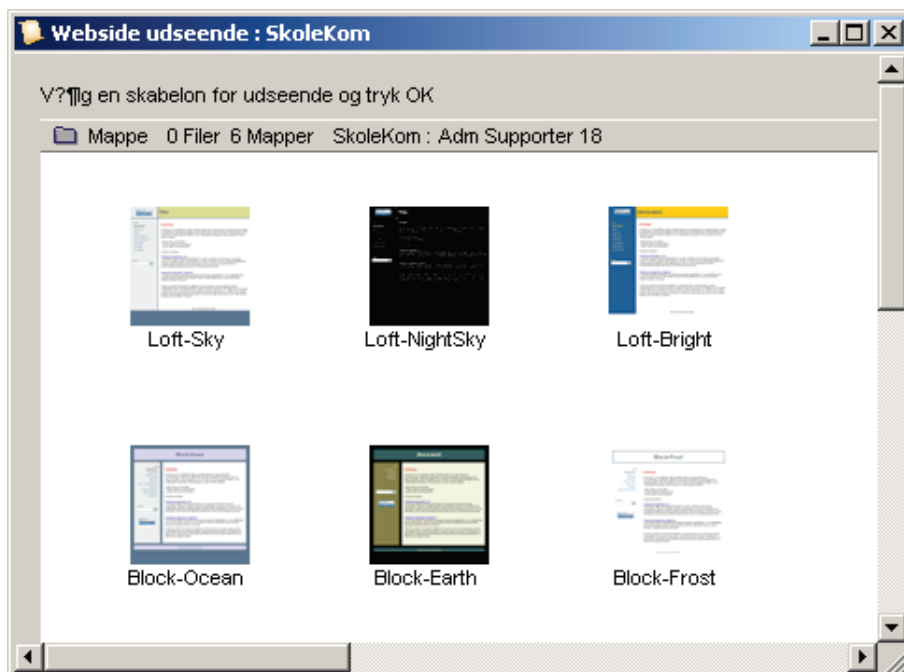 Webside udseende : SkoleKom
V?¶lg en skabelon for udseende og tryk OK
Mappe 0 Filer 6 Mapper SkoleKom : Adm Supporter 18
Loft-Sky Loft-NightSky Loft-Bright
Block-Ocean Block-Earth Block-Frost